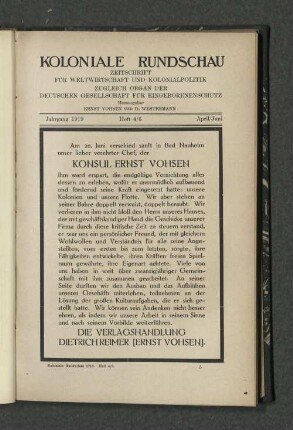 KOLONIALE RUNDSCHAU
ZEITSCHRIFT
FÜR WELTWIRTSCHAFT UND KOLONIALPOLITIK
ZUGLEICH ORGAN DER
DEUTSCHEN GESELLSCHAFT FÜR EINGEBORENENSCHUTZ
Herausgeber
ERNST VOHSEN UND D. WESTERMANN
Jahrgang 1919 Heft 4/6 April-Juni
Am 20. Juni verschied sanft in Bad Nauheim
unser lieber verehrter Chef, der
KONSUL ERNST VOHSEN
Ihm ward erspart, die endgültige Vernichtung alles
dessen zu erleben, wofür er unermüdlich aufbauend
und fördernd seine Kraft eingesetzt hatte: unsere
Kolonien und unsere Flotte. Wir aber stehen an
seiner Bahre doppelt verwaist, doppelt beraubt. Wir
verlieren in ihm nicht bloß den Herrn unseres Hauses,
der mit geschäftskundiger Hand die Geschicke unserer
Firma durch diese kritische Zeit zu steuern verstand,
er war uns ein persönlicher Freund, der mit gleichem
Wohlwollen und Verständnis für alle seine Ange-
stellten, vom ersten bis zum letzten, sorgte, ihre
Fähigkeiten entwickelte, ihren Kräften freien Spiel-
raum gewährte, ihre Eigenart achtete. Viele von
uns haben in weit über zwanzigjähriger Gemein-
schaft mit ihm zusammen gearbeitet. An seiner
Seite durften wir den Ausbau und das Aufblühen
unseres Geschäfts miterleben, teilnehmen an der
Lösung der großen Kulturaufgaben, die er sich ge-
stellt hatte. Wir können sein Andenken nicht besser
ehren, als indem wir unsere Arbeit in seinem Sinne
und nach seinem Vorbilde weiterführen.
DIE VERLAGSHANDLUNG
DIETRICH REIMER (ERNST VOHSEN).
Koloniale Rundschau 1919. Heft 4/6.